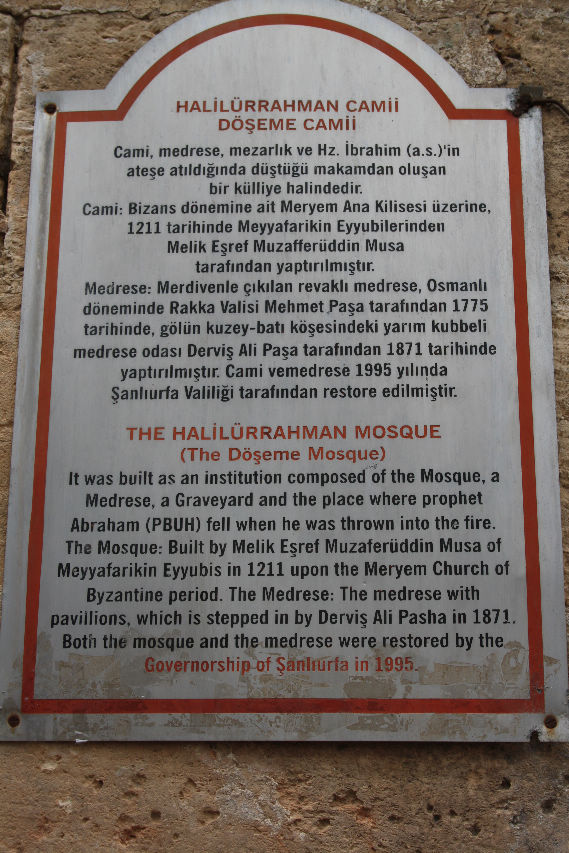 HALİLÜRRAHMAN CAMİİ
DÖŞEME CAMİİ
Cami, medrese, mezarlık ve Hz. İbrahim (a.s.)'in
ateşe atıldığında düştüğü makamdan oluşan
bir külliye halindedir.
Cami: Bizans dönemine ait Meryem Ana Kilisesi üzerine,
1211 tarihinde Meyyafarikin Eyyubilerinden
Melik Eşref Muzafferüddin Musa
tarafından yaptırılmıştır.
Medrese: Merdivenle çıkılan revaklı medrese, Osmanlı
döneminde Rakka Valisi Mehmet Paşa tarafından 1775
tarihinde, gölün kuzey-batı köşesindeki yarım kubbeli
medrese odası Derviş Ali Paşa tarafından 1871 tarihinde
yaptırılmıştır. Cami vemedrese 1995 yılında
Şanlıurfa Valiliği tarafından restore edilmiştir.
THE HALİLÜRRAHMAN MOSQUE
(The Döşeme Mosque)
It was built as an institution composed of the Mosque, a
Medrese, a Graveyard and the place where prophet
Abraham (PBUH) fell when he was thrown into the fire.
The Mosque: Built by Melik Eşref Muzaferüddin Musa of
Meyyafarikin Eyyubis in 1211 upon the Meryem Church of
Byzantine period. The Medrese: The medrese with
pavillions, which is stepped in by Derviş Ali Pasha in 1871.
Both the mosque and the medrese were restored by the
Governorship of Şanlıurfa in 1995.